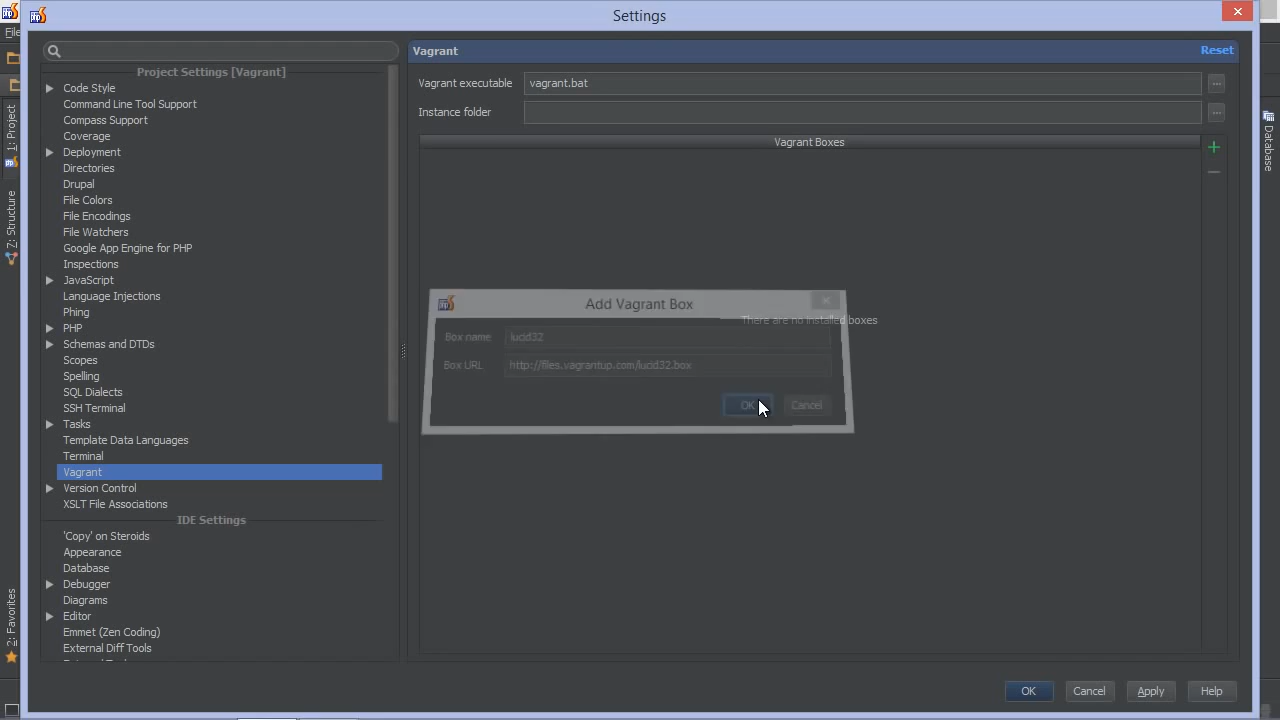 Settings
File
Project Settings [Vagrant]
Code Style
Command Line Tool Support
Compass Support
Coverage
Deployment
Directories
Drupal
File Colors
File Encodings
File Watchers
Google App Engine for PHP
Inspections
JavaScript
Language Injections
Phing
PHP
Schemas and DTDs
Scopes
Spelling
SQL Dialects
SSH Terminal
Tasks
Template Data Languages
Terminal
Vagrant
Version Control
XSLT File Associations
IDE Settings
'Copy' on Steroids
Appearance
Database
Debugger
Diagrams
Editor
Emmet (Zen Coding)
External Diff Tools
Vagrant
Reset
Vagrant executable vagrant.bat
Instance folder
Vagrant Boxes
There are no installed boxes
Add Vagrant Box
Box name lucid32
Box URL http://files.vagrantup.com/lucid32.box
OK Cancel
OK Cancel Apply Help
1: Project
Z: Structure
2: Favorites
Database